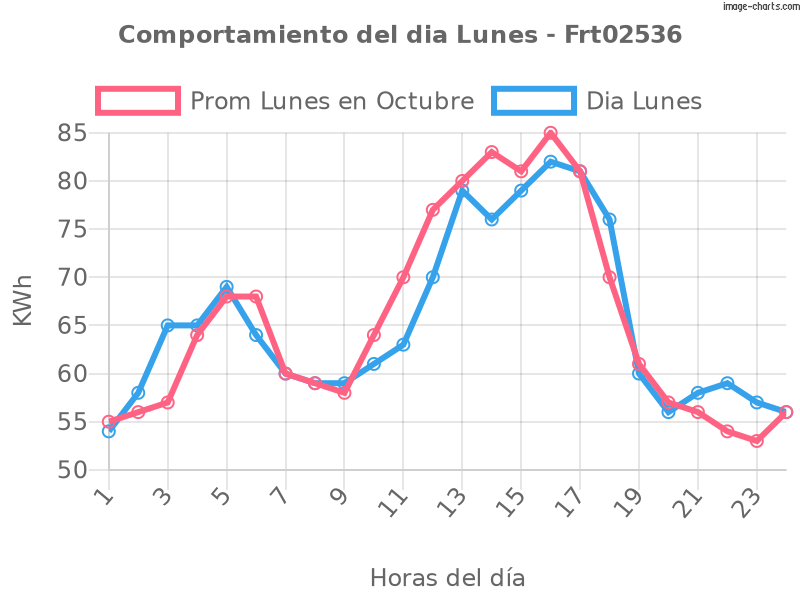 image-charts.com
Comportamiento del dia Lunes - Frt02536
Prom Lunes en Octubre Dia Lunes
85
80
75
70
65
60
55
50
KWh
1 3 5 7 9 11 13 15 17 19 21 23
Horas del día